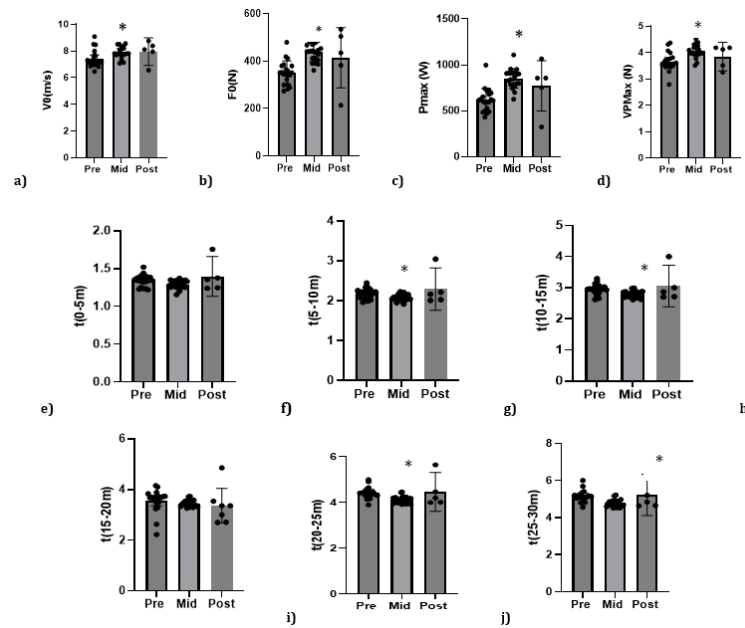 *
*
*
*
V0(m/s)
10
8
6
4
2
0
Pre Mid Post
F0(N)
600
400
200
0
Pre Mid Post
Pmax (W)
1500
1000
500
0
Pre Mid Post
VPMax (N)
5
4
3
2
1
0
Pre Mid Post
a) b) c) d)
t(0-5m)
2.0
1.5
1.0
0.5
0.0
Pre Mid Post
t(5-10m)
4
3
2
1
0
*
Pre Mid Post
t(10-15m)
5
4
3
2
1
0
*
Pre Mid Post
e) f) g) h
t(15-20m)
6
4
2
0
Pre Mid Post
t(20-25m)
6
4
2
0
*
Pre Mid Post
t(25-30m)
8
6
4
2
0
*
Pre Mid Post
i) j)